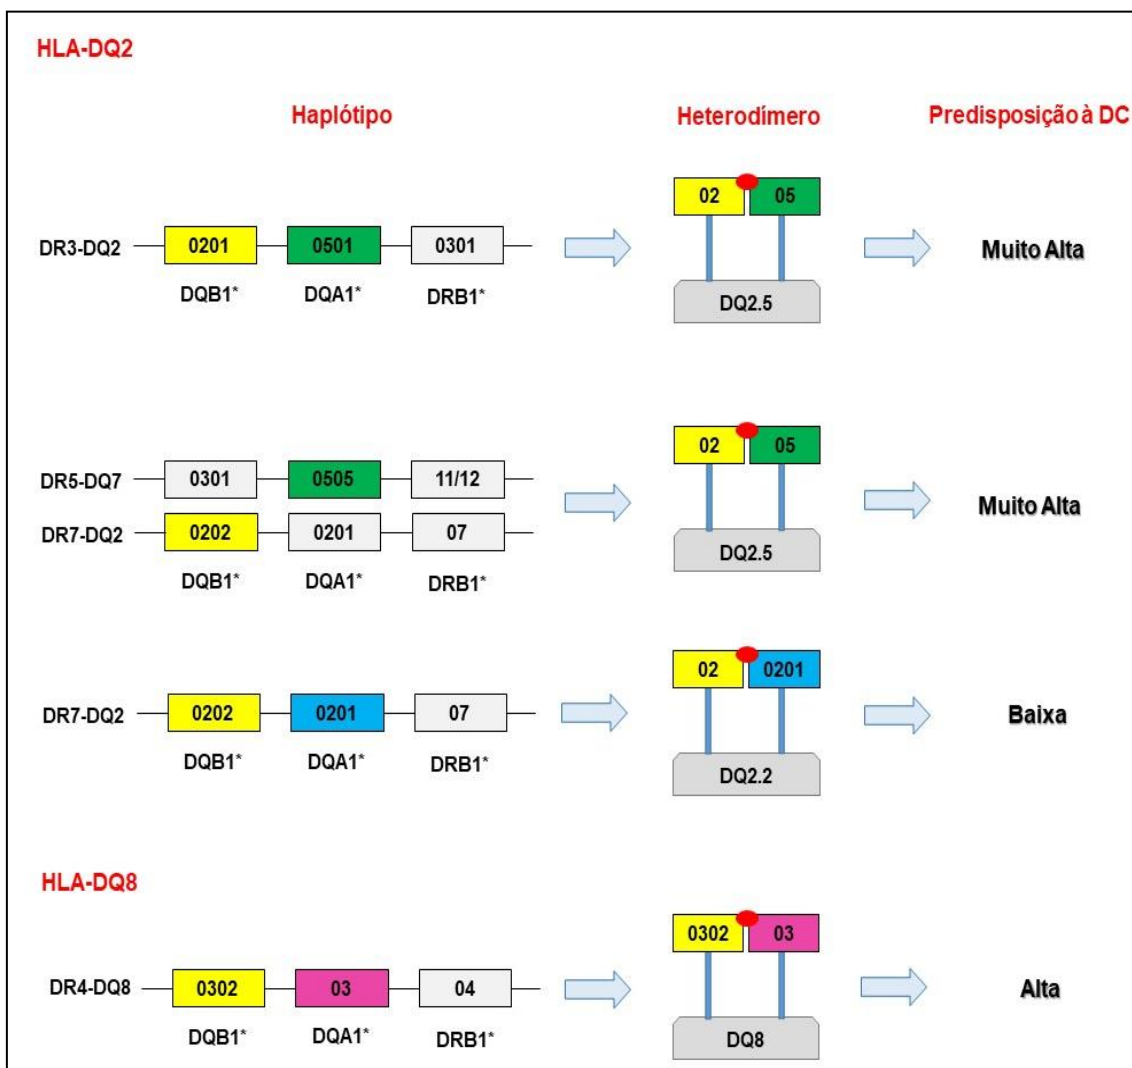 HLA-DQ2
Haplótipo Heterodímero Predisposição à DC
02 05
DR3-DQ2 0201 0501 0301 Muito Alta
DQB1* DQA1* DRB1*
DQ2.5
02 05
DR5-DQ7 0301 0505 11/12
Muito Alta
DR7-DQ2 0202 0201 07
DQ2.5
DQB1* DQA1* DRB1*
02 0201
DR7-DQ2 0202 0201 07 Baixa
DQB1* DQA1* DRB1*
DQ2.2
HLA-DQ8
0302 03
DR4-DQ8 0302 03 04 Alta
DQB1* DQA1* DRB1*
DQ8